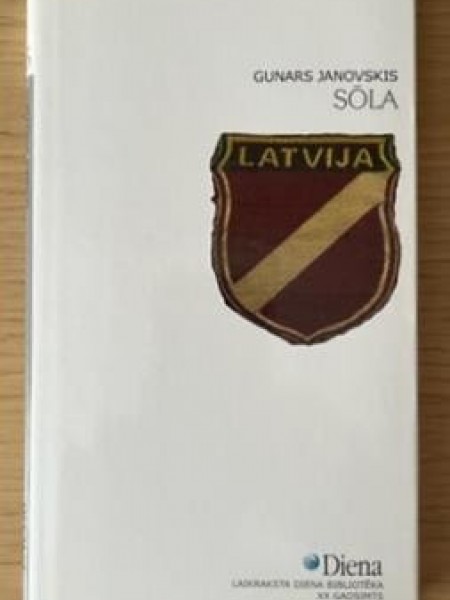 GUNARS JANOVSKIS
SŌLA
LATVIJA
Diena
LAIKRAKSTA DIENA BIBLIOTĒKA
XX GADSIMTS